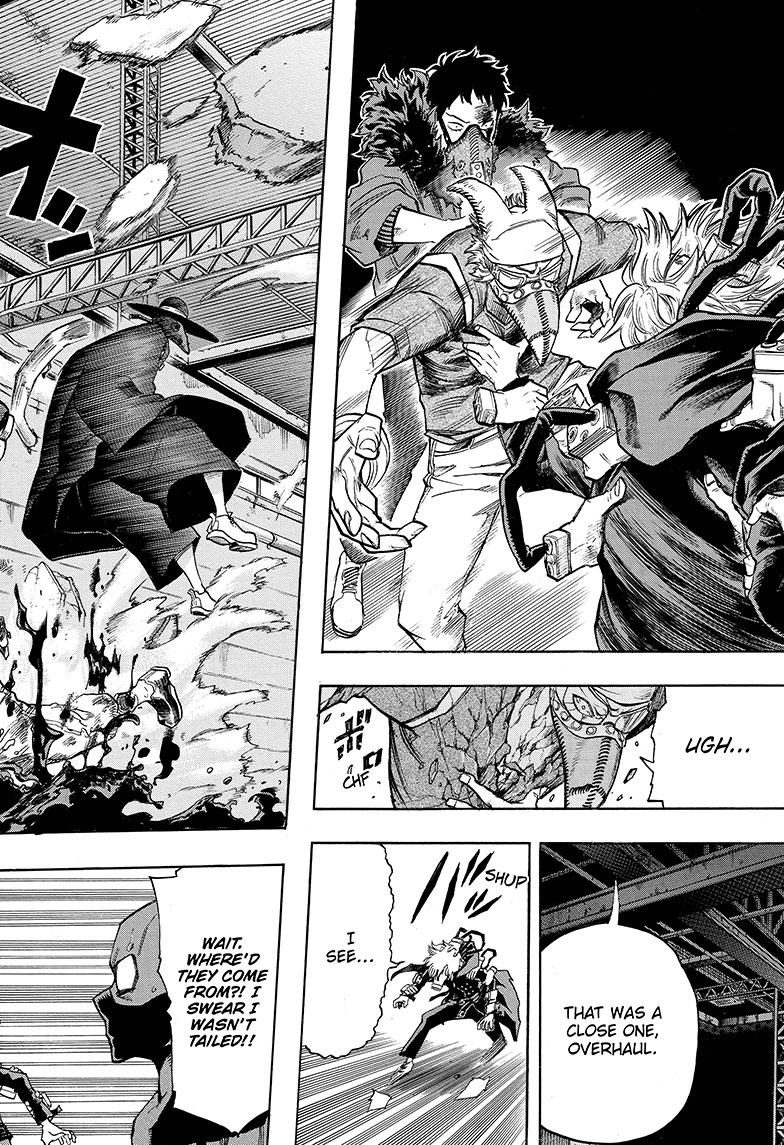 オ
ォ
ッ
UGH...
CHF
THAT WAS A
CLOSE ONE,
OVERHAUL.
SHUP
I
SEE...
WAIT.
WHERE'D
THEY COME
FROM?! I
SWEAR I
WASN'T
TAILED!!